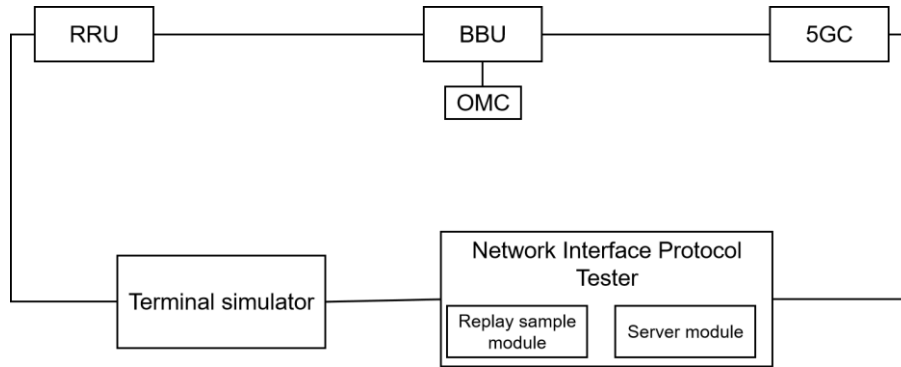 RRU
BBU
5GC
OMC
Terminal simulator
Network Interface Protocol
Tester
Replay sample
module
Server module